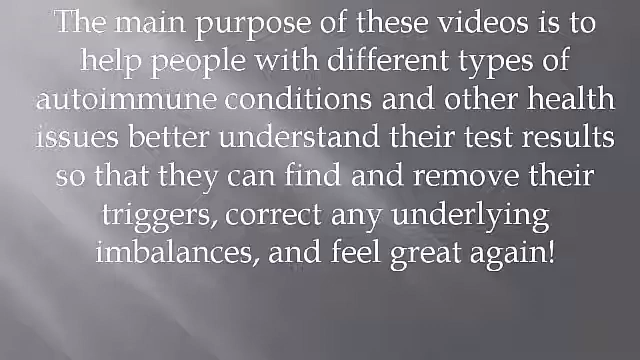 The main purpose of these videos is to
help people with different types of
autoimmune conditions and other health
issues better understand their test results
so that they can find and remove their
triggers, correct any underlying
imbalances, and feel great again!